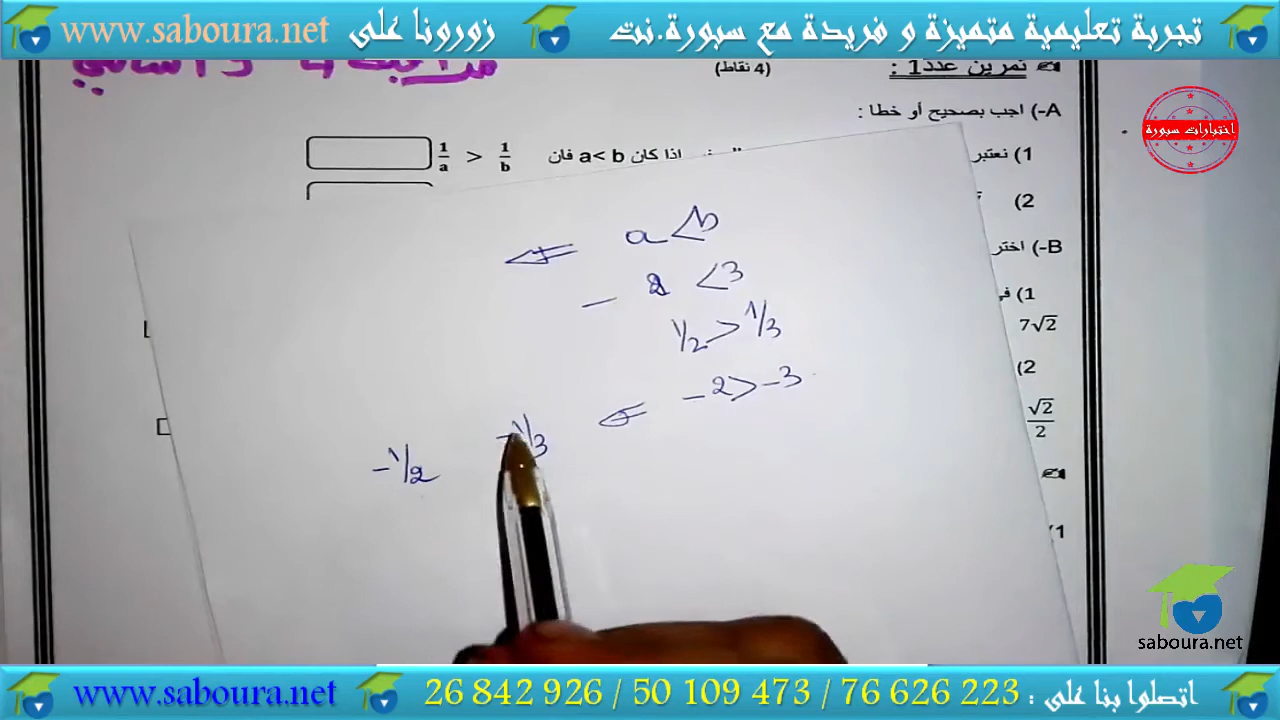 تجربة تعليمية متميزة و فريدة مع سبورة.نت زورونا على www.saboura.net
تمرين عدد1 : (4 نقاط)
A-) اجب بصحيح أو خطا :
1) نعتبر اذا كان a< b فان 1/b > 1/a
اختبارات سبورة
2)
B-) اختر
1) في
7√2
2)
√2/2
1)
a < b ⇐
2 < 3
1/2 > 1/3
-2 > -3 ⇐
-1/3 -1/2
saboura.net
اتصلوا بنا على : 26 842 926 / 50 109 473 / 76 626 223 www.saboura.net